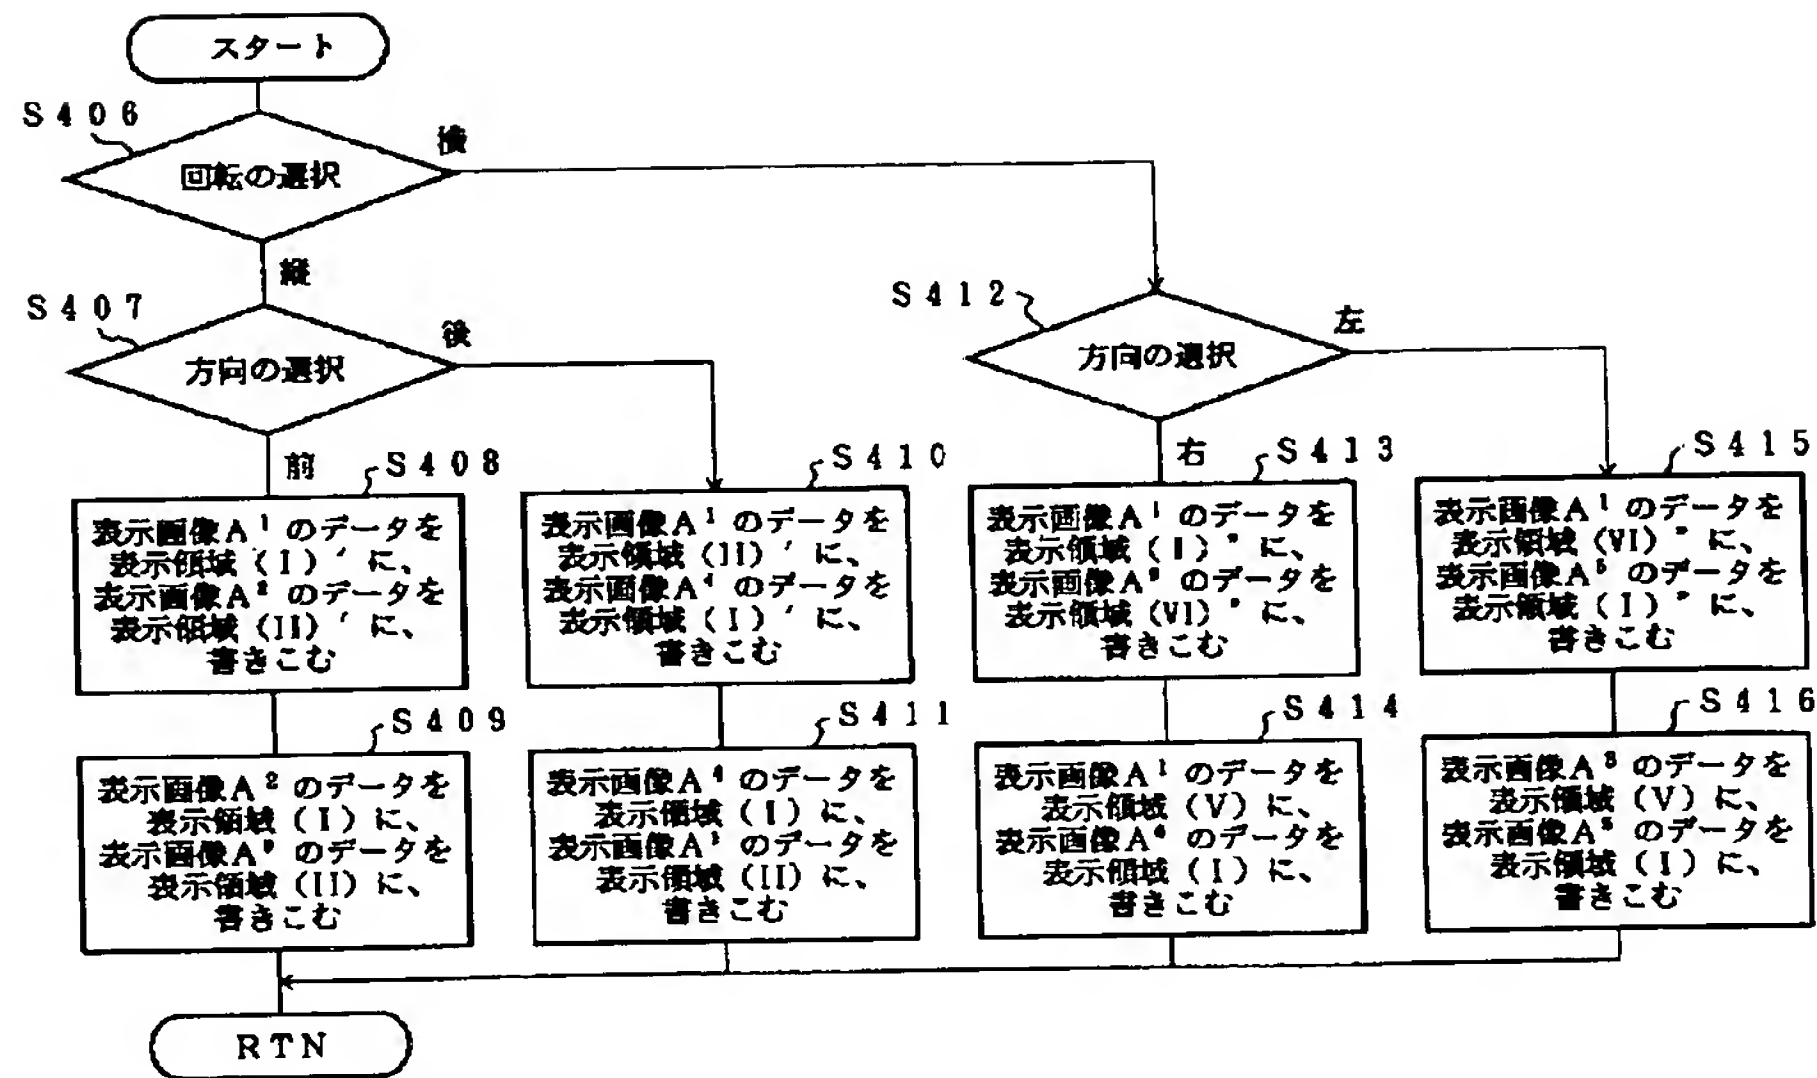 スタート
S406
回転の選択
横
縦
S407
方向の選択
後
前
S412
方向の選択
左
右
S408
表示画像A¹ のデータを
表示領域 (I)′ に、
表示画像A² のデータを
表示領域 (II)′ に、
書きこむ
S409
表示画像A² のデータを
表示領域 (I) に、
表示画像 のデータを
表示領域 (II) に、
書きこむ
S410
表示画像A¹ のデータを
表示領域 (II)′ に、
表示画像A⁴ のデータを
表示領域 (I)′ に、
書きこむ
S411
表示画像A⁴ のデータを
表示領域 (I) に、
表示画像 のデータを
表示領域 (II) に、
書きこむ
S413
表示画像A¹ のデータを
表示領域 に、
表示画像 のデータを
表示領域 (VI)″ に、
書きこむ
S414
表示画像A¹ のデータを
表示領域 (V) に、
表示画像 のデータを
表示領域 (I) に、
書きこむ
S415
表示画像A¹ のデータを
表示領域 (VI)″ に、
表示画像A⁵ のデータを
表示領域 (I)″ に、
書きこむ
S416
表示画像 のデータを
表示領域 (V) に、
表示画像 のデータを
表示領域 (I) に、
書きこむ
RTN